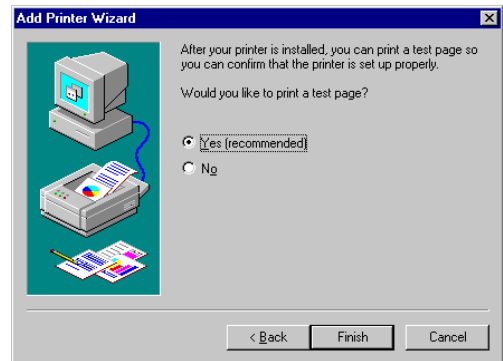 Add Printer Wizard
After your printer is installed, you can print a test page so
you can confirm that the printer is set up properly.
Would you like to print a test page?
Yes (recommended)
No
< Back
Finish
Cancel